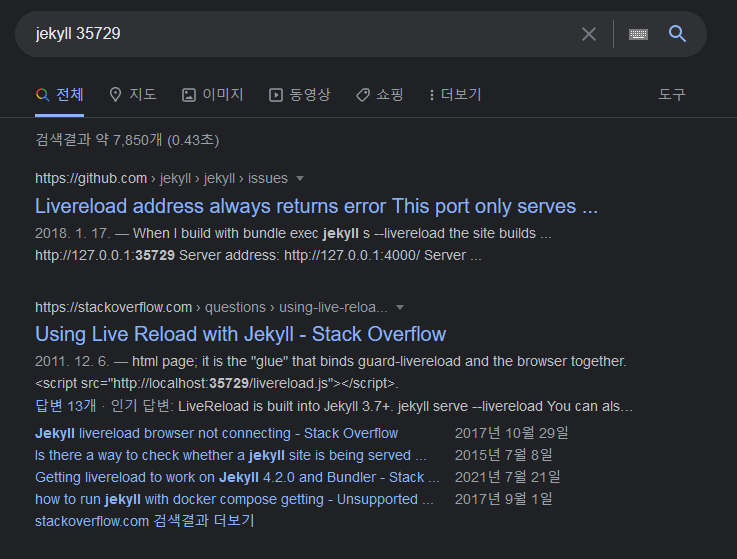 jekyll 35729
전체 지도 이미지 동영상 쇼핑 더보기 도구
검색결과 약 7,850개 (0.43초)
https://github.com › jekyll › jekyll › issues
Livereload address always returns error This port only serves ...
2018. 1. 17. — When I build with bundle exec jekyll s --livereload the site builds ...
http://127.0.0.1:35729 Server address: http://127.0.0.1:4000/ Server ...
https://stackoverflow.com › questions › using-live-reloa...
Using Live Reload with Jekyll - Stack Overflow
2011. 12. 6. — html page; it is the "glue" that binds guard-livereload and the browser together.
<script src="http://localhost:35729/livereload.js"></script>.
답변 13개 · 인기 답변: LiveReload is built into Jekyll 3.7+. jekyll serve --livereload You can als...
Jekyll livereload browser not connecting - Stack Overflow 2017년 10월 29일
Is there a way to check whether a jekyll site is being served ... 2015년 7월 8일
Getting livereload to work on Jekyll 4.2.0 and Bundler - Stack ... 2021년 7월 21일
how to run jekyll with docker compose getting - Unsupported ... 2017년 9월 1일
stackoverflow.com 검색결과 더보기